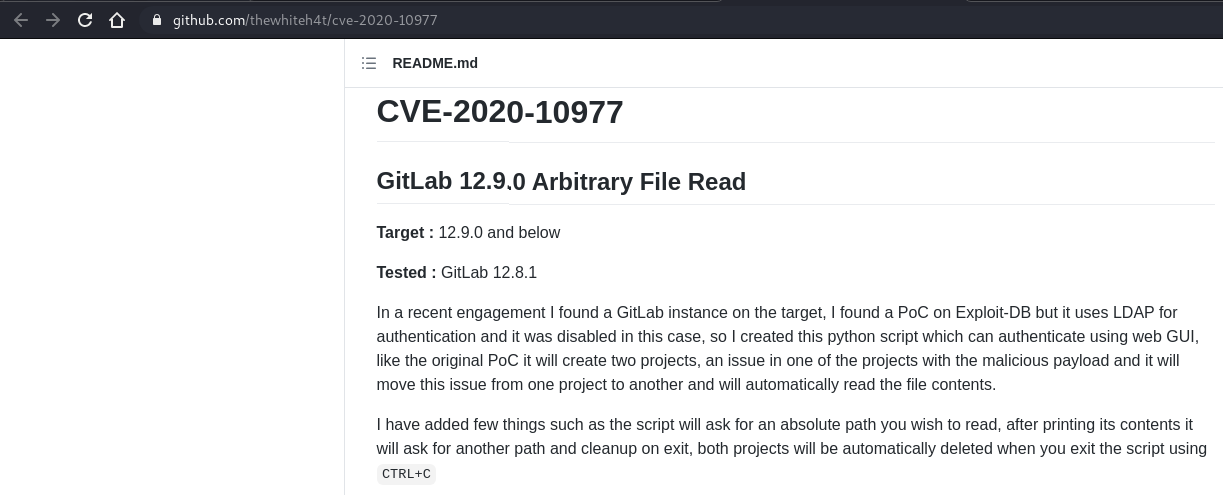 github.com/thewhiteh4t/cve-2020-10977
README.md
CVE-2020-10977
GitLab 12.9.0 Arbitrary File Read
Target : 12.9.0 and below
Tested : GitLab 12.8.1
In a recent engagement I found a GitLab instance on the target, I found a PoC on Exploit-DB but it uses LDAP for
authentication and it was disabled in this case, so I created this python script which can authenticate using web GUI,
like the original PoC it will create two projects, an issue in one of the projects with the malicious payload and it will
move this issue from one project to another and will automatically read the file contents.
I have added few things such as the script will ask for an absolute path you wish to read, after printing its contents it
will ask for another path and cleanup on exit, both projects will be automatically deleted when you exit the script using
CTRL+C